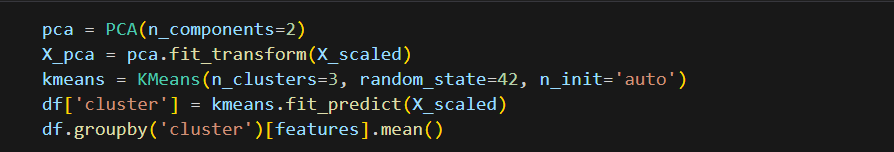 pca = PCA(n_components=2)
X_pca = pca.fit_transform(X_scaled)
kmeans = KMeans(n_clusters=3, random_state=42, n_init='auto')
df['cluster'] = kmeans.fit_predict(X_scaled)
df.groupby('cluster')[features].mean()